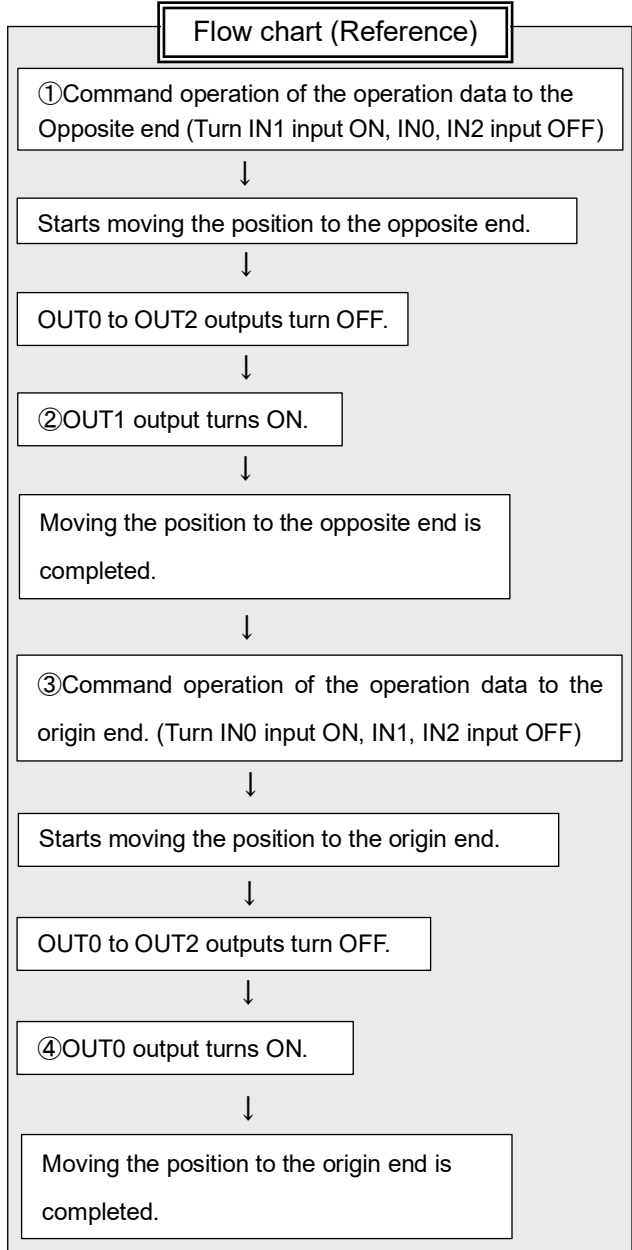 Flow chart (Reference)
①Command operation of the operation data to the
Opposite end (Turn IN1 input ON, IN0, IN2 input OFF)
↓
Starts moving the position to the opposite end.
↓
OUT0 to OUT2 outputs turn OFF.
↓
②OUT1 output turns ON.
↓
Moving the position to the opposite end is
completed.
↓
③Command operation of the operation data to the
origin end. (Turn IN0 input ON, IN1, IN2 input OFF)
↓
Starts moving the position to the origin end.
↓
OUT0 to OUT2 outputs turn OFF.
↓
④OUT0 output turns ON.
↓
Moving the position to the origin end is
completed.